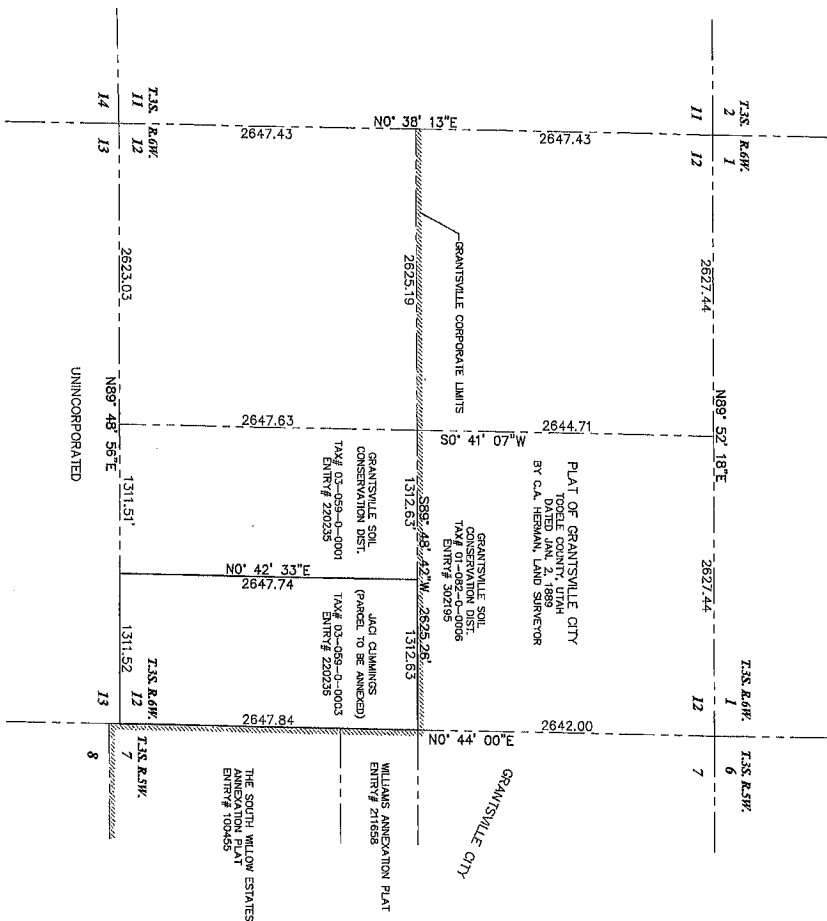 T.3S. R.6W.
2 1
11 12
N0° 38' 13"E
2647.43
2647.43
T.3S. R.6W.
11 12
14 13
2627.44
N89° 52' 18"E
2627.44
T.3S. R.6W.
1
12
T.3S. R.5W.
6
7
GRANTSVILLE CORPORATE LIMITS
2625.19
2623.03
N89° 48' 56"E
UNINCORPORATED
2644.71
S0° 41' 07"W
2647.63
PLAT OF GRANTSVILLE CITY
TOOELE COUNTY, UTAH
DATED JAN. 2, 1889
BY C.A. HERMAN, LAND SURVEYOR
GRANTSVILLE SOIL
CONSERVATION DIST.
TAX# 01-082-0-0006
ENTRY# 302195
S89° 48' 42"W 2625.26'
1312.63'
1312.63
GRANTSVILLE SOIL
CONSERVATION DIST.
TAX# 03-059-0-0001
ENTRY# 220235
N0° 42' 33"E
2647.74
JACI CUMMINGS
(PARCEL TO BE ANNEXED)
TAX# 03-059-0-0003
ENTRY# 220236
1311.51'
1311.52
2642.00
N0° 44' 00"E
2647.84
GRANTSVILLE CITY
WILLIAMS ANNEXATION PLAT
ENTRY# 211658
THE SOUTH WILLOW ESTATES
ANNEXATION PLAT
ENTRY# 100455
T.3S. R.6W.
12
13
T.3S. R.5W.
7
8